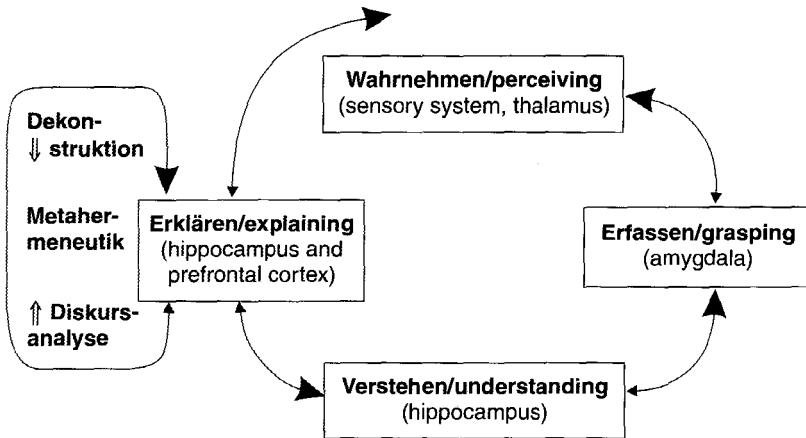 Wahrnehmen/perceiving
(sensory system, thalamus)
Dekon-
⇓ struktion
Metaher-
meneutik
⇑ Diskurs-
analyse
Erklären/explaining
(hippocampus and
prefrontal cortex)
Erfassen/grasping
(amygdala)
Verstehen/understanding
(hippocampus)